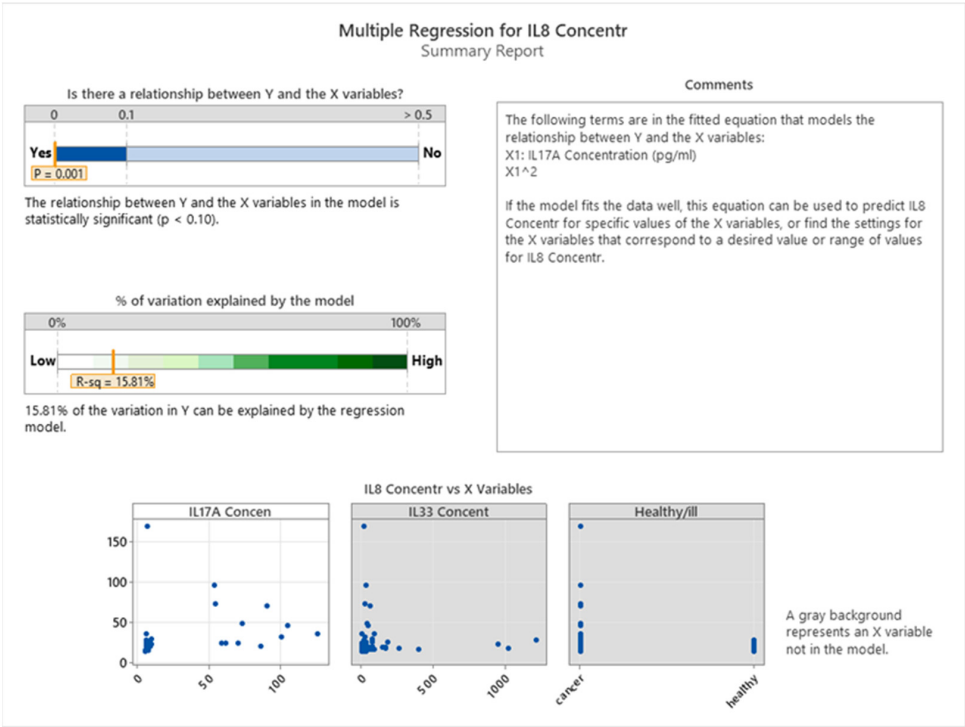 Multiple Regression for IL8 Concentr
Summary Report
Is there a relationship between Y and the X variables?
0 0.1 > 0.5
Yes No
P = 0.001
The relationship between Y and the X variables in the model is
statistically significant (p < 0.10).
% of variation explained by the model
0% 100%
Low High
R-sq = 15.81%
15.81% of the variation in Y can be explained by the regression
model.
Comments
The following terms are in the fitted equation that models the
relationship between Y and the X variables:
X1: IL17A Concentration (pg/ml)
X1^2
If the model fits the data well, this equation can be used to predict IL8
Concentr for specific values of the X variables, or find the settings for
the X variables that correspond to a desired value or range of values
for IL8 Concentr.
IL8 Concentr vs X Variables
IL17A Concen IL33 Concent Healthy/ill
150
100
50
0
0 50 100 0 500 1000 cancer healthy
A gray background
represents an X variable
not in the model.